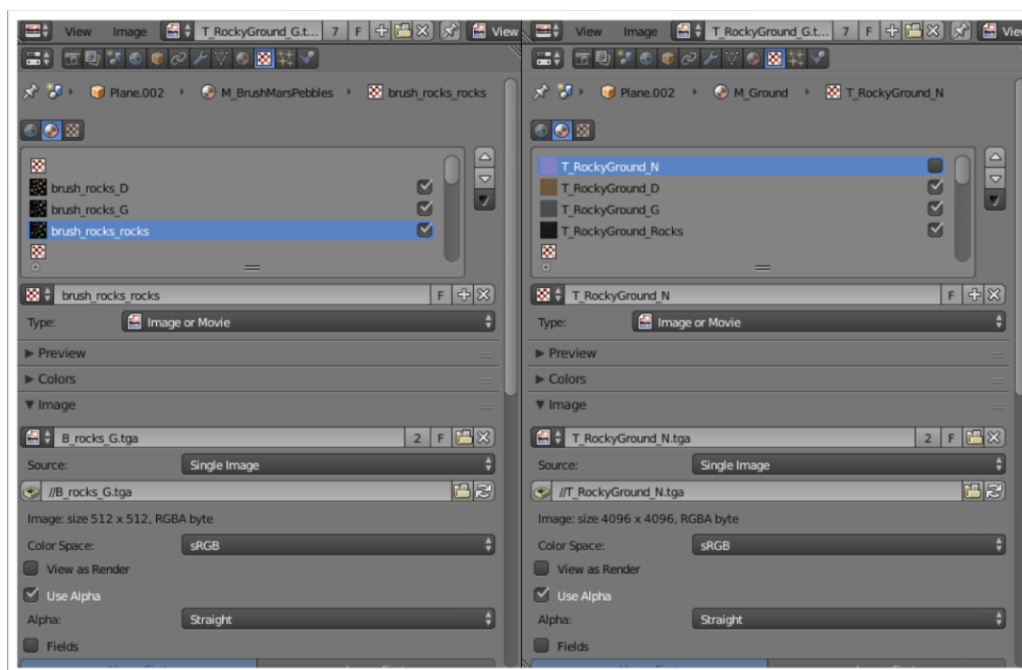 View Image T_RockyGround_G.t... 7 F View
Plane.002 M_BrushMarsPebbles brush_rocks_rocks
brush_rocks_D
brush_rocks_G
brush_rocks_rocks
brush_rocks_rocks F
Type: Image or Movie
Preview
Colors
Image
B_rocks_G.tga 2 F
Source: Single Image
//B_rocks_G.tga
Image: size 512 x 512, RGBA byte
Color Space: sRGB
View as Render
Use Alpha
Alpha: Straight
Fields
View Image T_RockyGround_G.t... 7 F
Plane.002 M_Ground T_RockyGround_N
T_RockyGround_N
T_RockyGround_D
T_RockyGround_G
T_RockyGround_Rocks
T_RockyGround_N F
Type: Image or Movie
Preview
Colors
Image
T_RockyGround_N.tga 2 F
Source: Single Image
//T_RockyGround_N.tga
Image: size 4096 x 4096, RGBA byte
Color Space: sRGB
View as Render
Use Alpha
Alpha: Straight
Fields